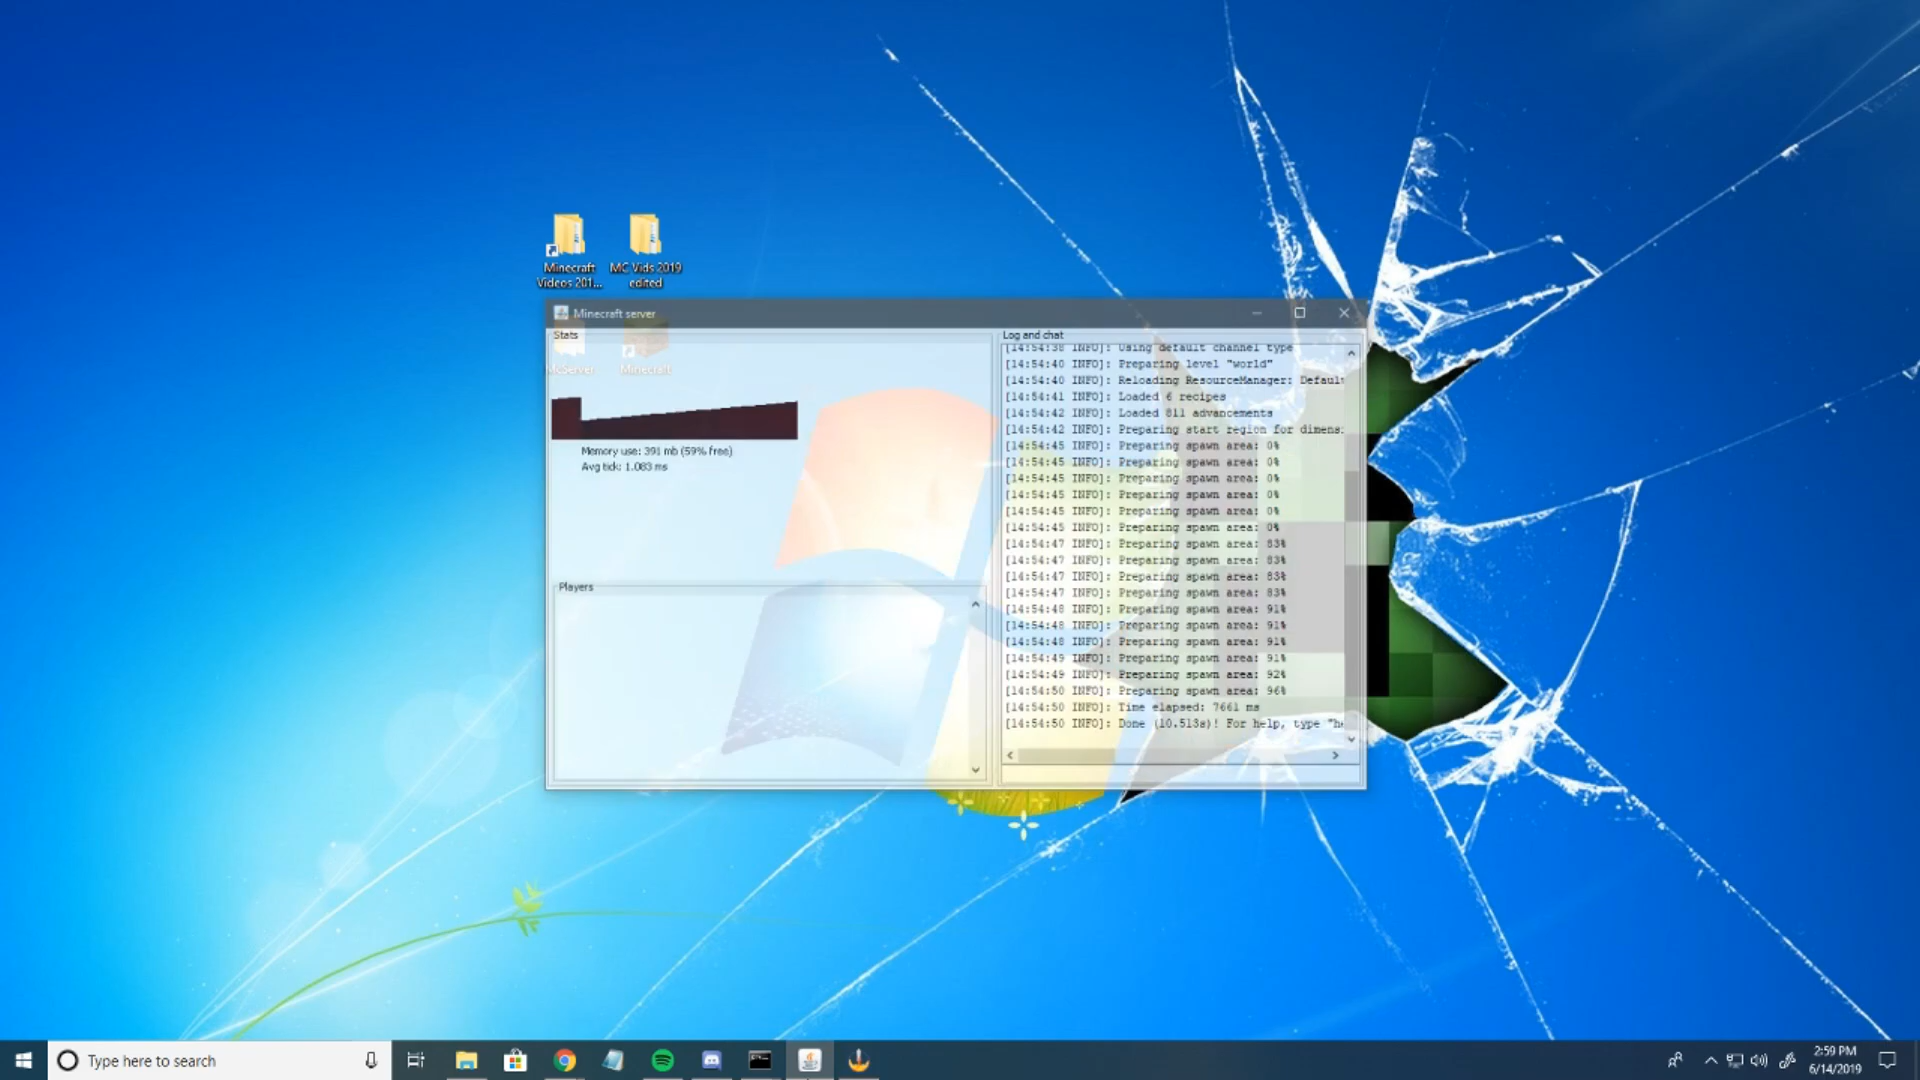 Minecraft
Videos 201...
MC Vids 2019
edited
Minecraft server
Stats
McServer
Minecraft
Memory use: 391 mb (59% free)
Avg tick: 1.083 ms
Players
Log and chat
[14:54:38 INFO]: Using default channel type
[14:54:40 INFO]: Preparing level "world"
[14:54:40 INFO]: Reloading ResourceManager: Default
[14:54:41 INFO]: Loaded 6 recipes
[14:54:42 INFO]: Loaded 811 advancements
[14:54:42 INFO]: Preparing start region for dimens
[14:54:45 INFO]: Preparing spawn area: 0%
[14:54:45 INFO]: Preparing spawn area: 0%
[14:54:45 INFO]: Preparing spawn area: 0%
[14:54:45 INFO]: Preparing spawn area: 0%
[14:54:45 INFO]: Preparing spawn area: 0%
[14:54:45 INFO]: Preparing spawn area: 0%
[14:54:47 INFO]: Preparing spawn area: 83%
[14:54:47 INFO]: Preparing spawn area: 83%
[14:54:47 INFO]: Preparing spawn area: 83%
[14:54:47 INFO]: Preparing spawn area: 83%
[14:54:48 INFO]: Preparing spawn area: 91%
[14:54:48 INFO]: Preparing spawn area: 91%
[14:54:48 INFO]: Preparing spawn area: 91%
[14:54:49 INFO]: Preparing spawn area: 91%
[14:54:49 INFO]: Preparing spawn area: 92%
[14:54:50 INFO]: Preparing spawn area: 96%
[14:54:50 INFO]: Time elapsed: 7661 ms
[14:54:50 INFO]: Done (10.513s)! For help, type "h
Type here to search
2:59 PM
6/14/2019